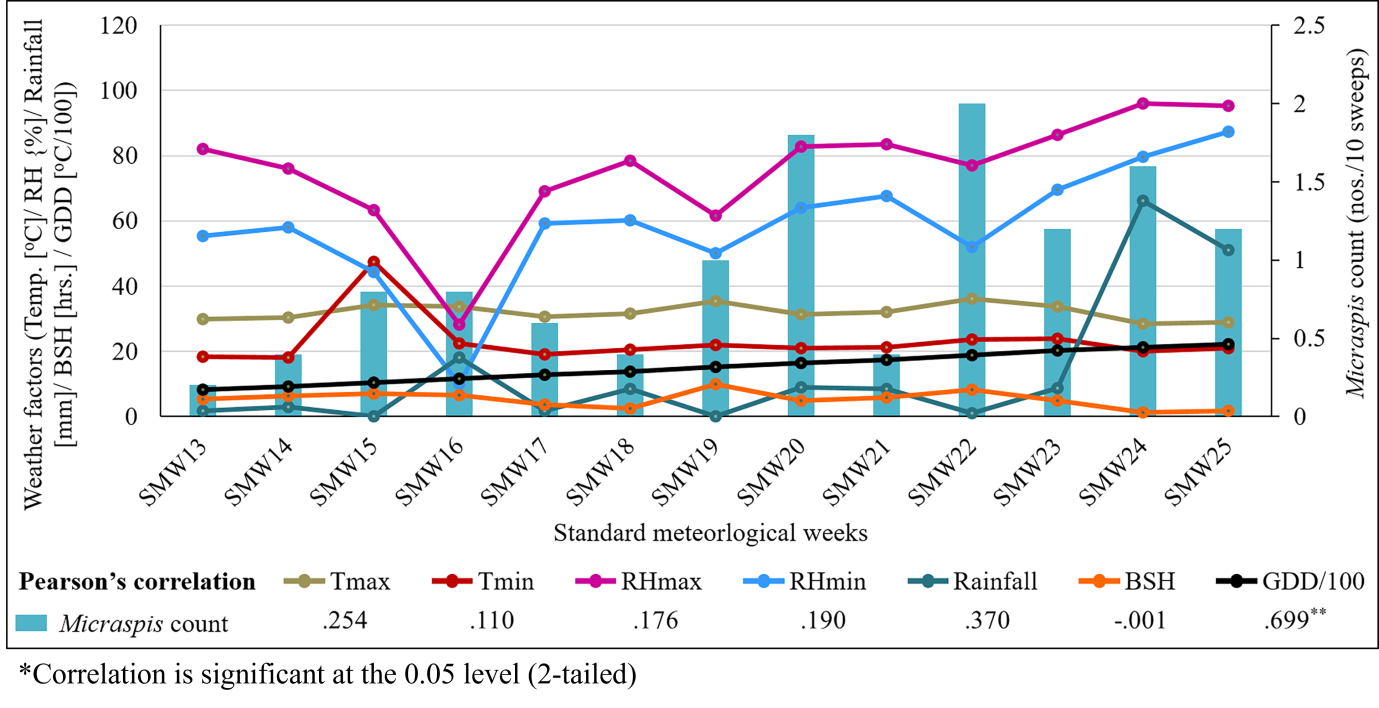 Weather factors (Temp. [ºC]/ RH {%]/ Rainfall
[mm]/ BSH [hrs.] / GDD [ºC/100])
120
100
80
60
40
20
0
2.5
2
1.5
1
0.5
0
Micraspis count (nos./10 sweeps)
SMW13
SMW14
SMW15
SMW16
SMW17
SMW18
SMW19
SMW20
SMW21
SMW22
SMW23
SMW24
SMW25
Standard meteorlogical weeks
Pearson’s correlation Tmax Tmin RHmax RHmin Rainfall BSH GDD/100
Micraspis count .254 .110 .176 .190 .370 -.001 .699**
*Correlation is significant at the 0.05 level (2-tailed)